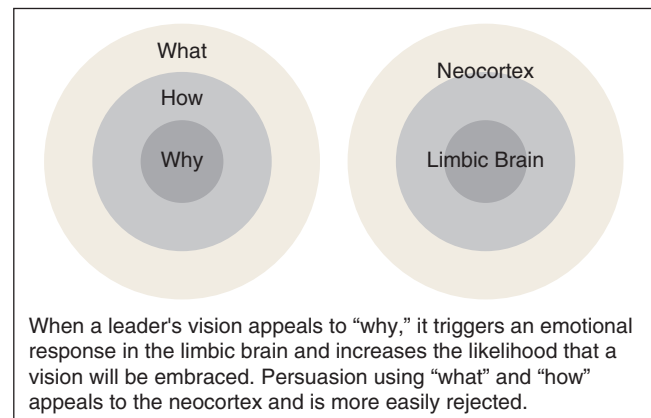 What
How
Why
Neocortex
Limbic Brain
When a leader's vision appeals to “why,” it triggers an emotional
response in the limbic brain and increases the likelihood that a
vision will be embraced. Persuasion using “what” and “how”
appeals to the neocortex and is more easily rejected.